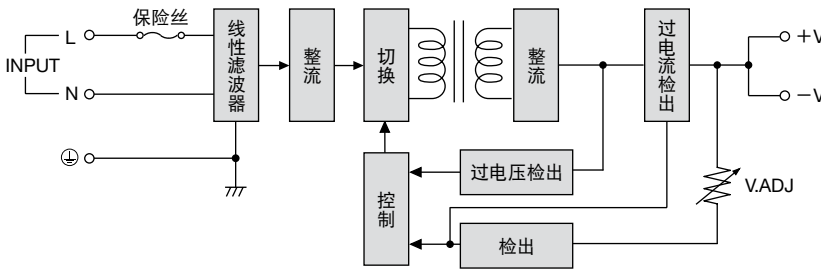 保险丝
L
INPUT
N
线性滤波器
整流
切换
整流
过电流检出
+V
−V
控制
过电压检出
检出
V.ADJ